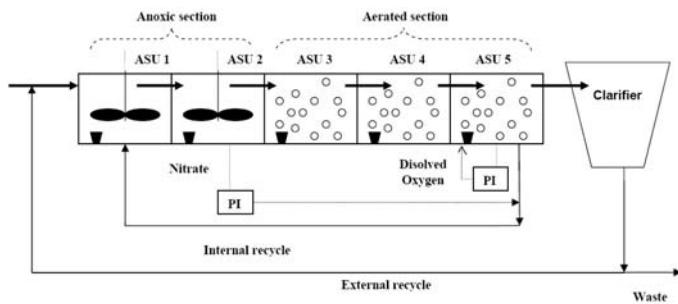 Anoxic section
Aerated section
ASU 1
ASU 2
ASU 3
ASU 4
ASU 5
Clarifier
Nitrate
Disolved
Oxygen
PI
PI
Internal recycle
External recycle
Waste